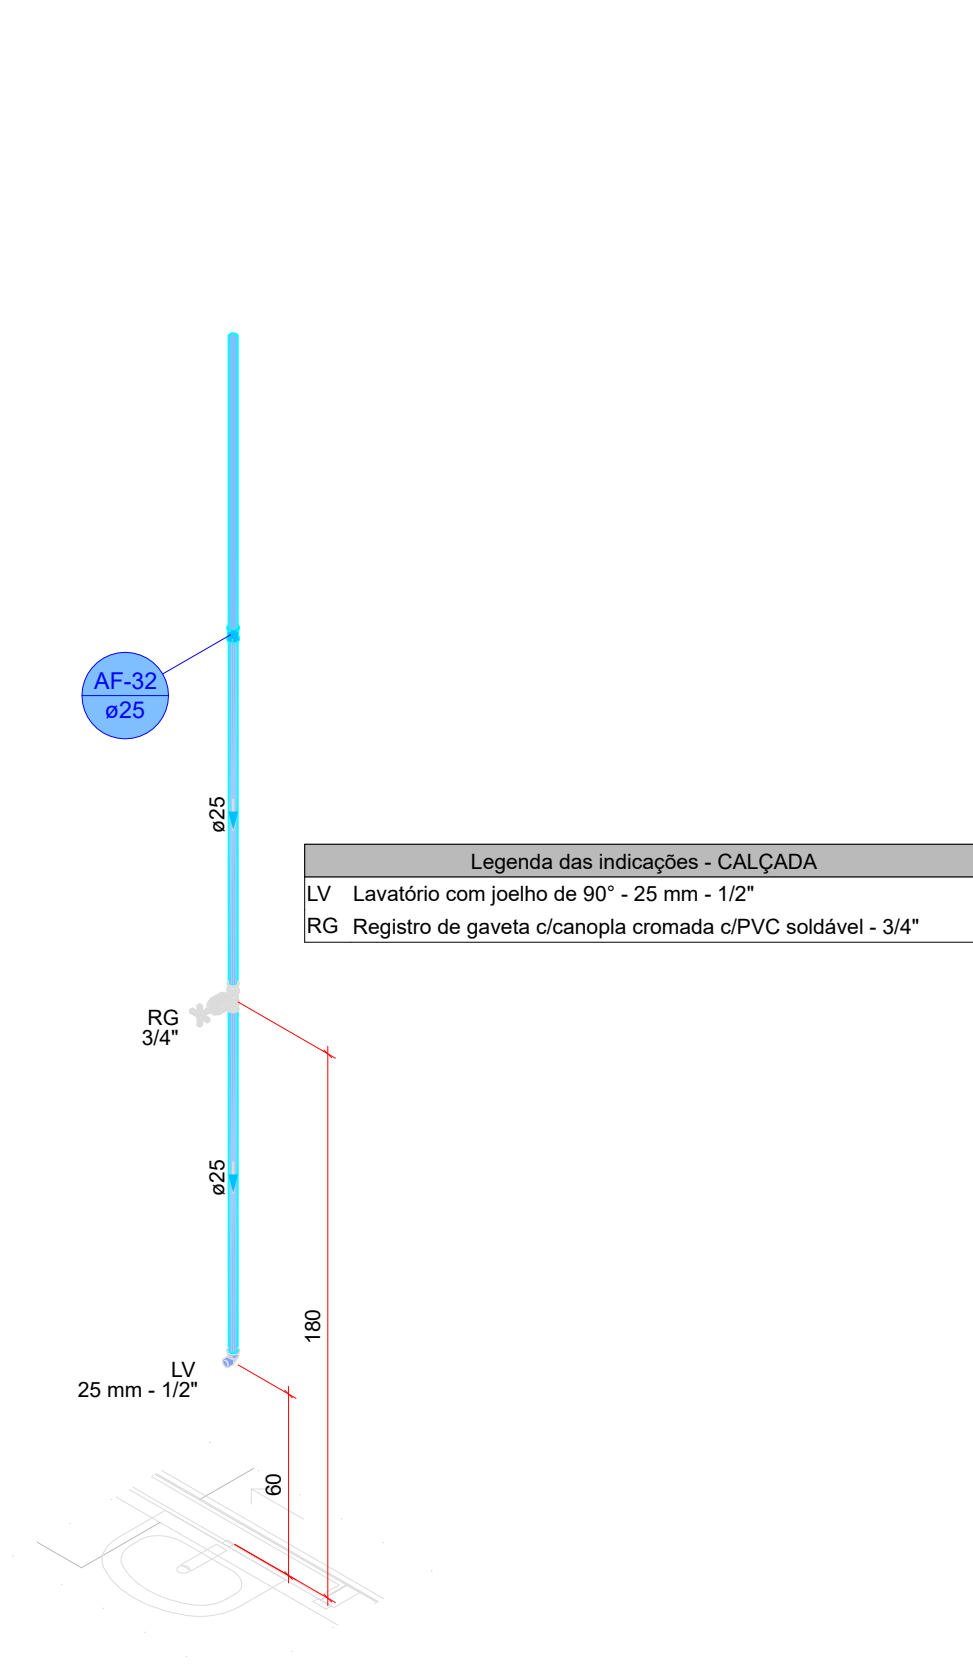 AF-32
ø25
ø25
Legenda das indicações - CALÇADA
LV Lavatório com joelho de 90° - 25 mm - 1/2"
RG Registro de gaveta c/canopla cromada c/PVC soldável - 3/4"
RG
3/4"
ø25
180
LV
25 mm - 1/2"
60